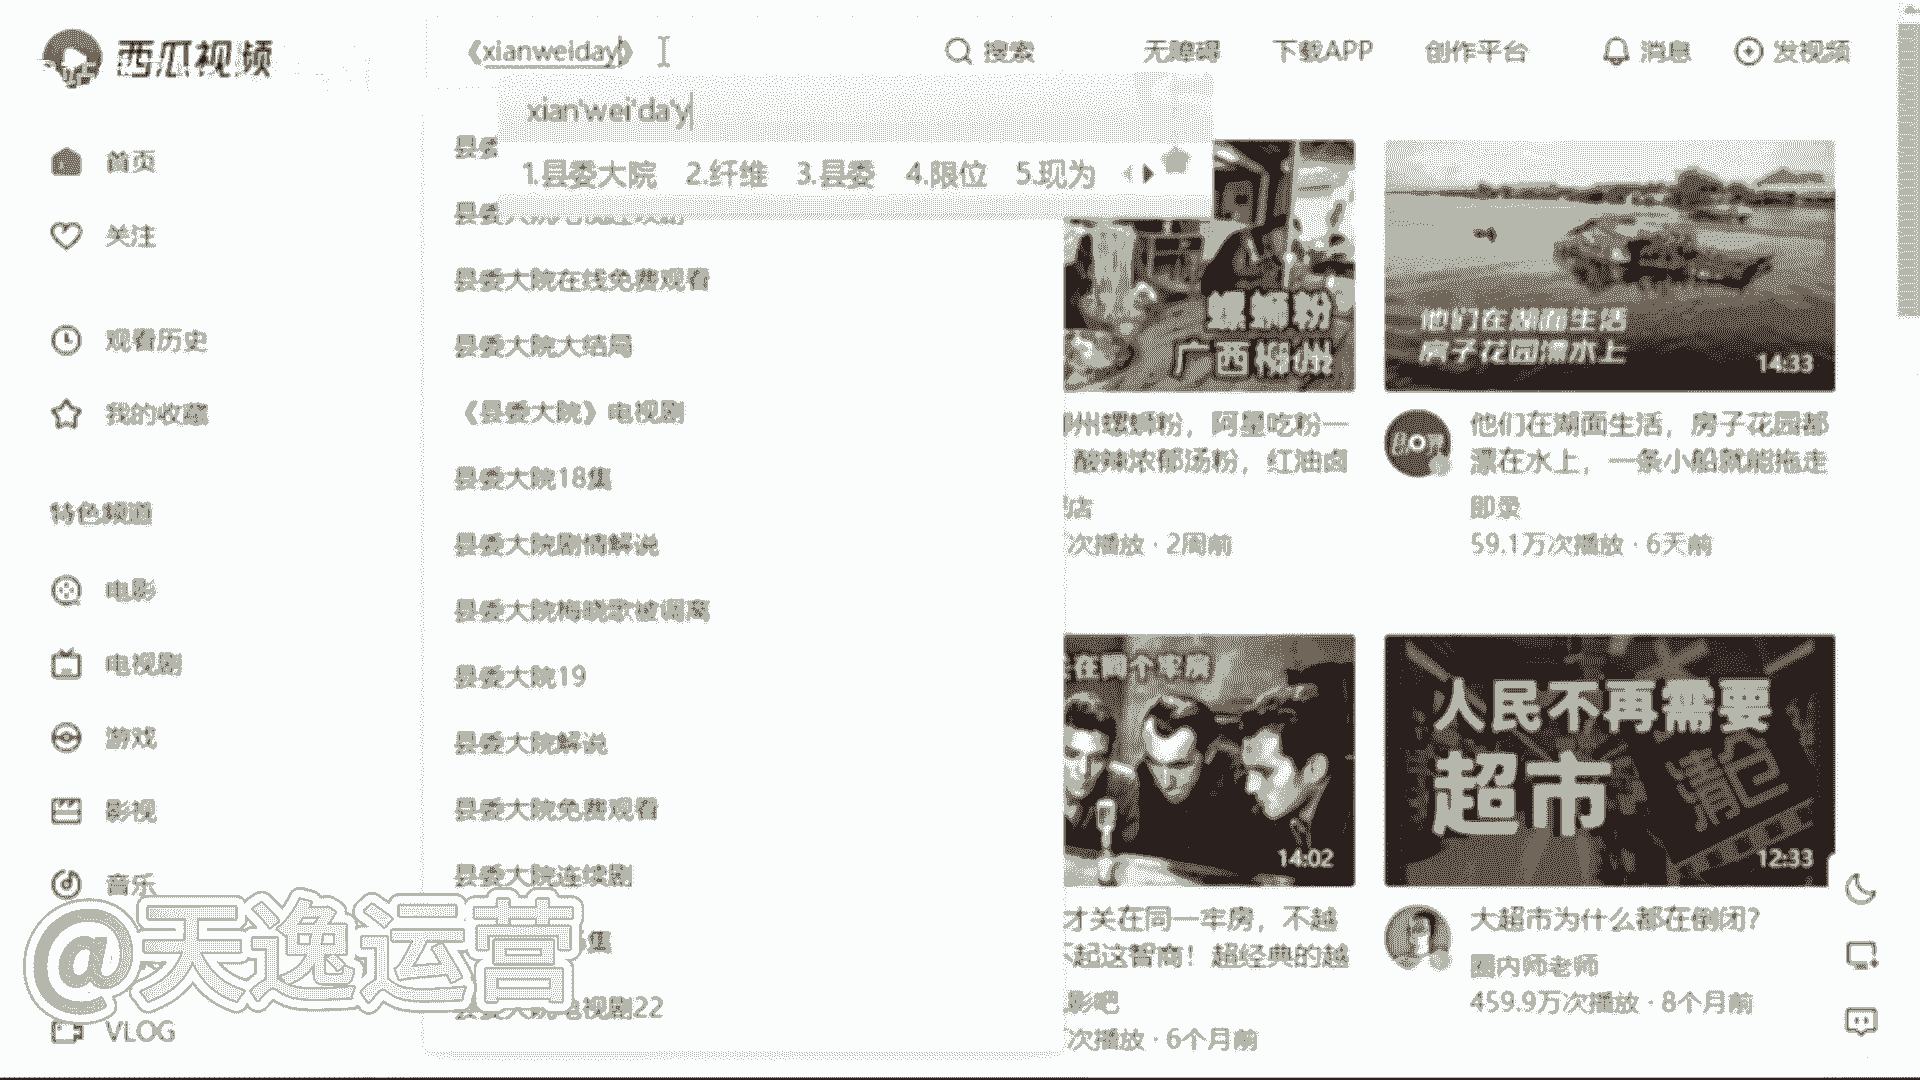 西瓜视频
《xianweiday》
搜索
无障碍
下载APP
创作平台
消息
发视频
xian'wei'da'y
1.县委大院 2.纤维 3.县委 4.限位 5.现为
首页
关注
观看历史
我的收藏
特色频道
电影
电视剧
游戏
影视
音乐
VLOG
县委
县委大院电视连续剧
县委大院在线免费观看
县委大院大结局
《县委大院》电视剧
县委大院18集
县委大院剧情解说
县委大院梅晓歌被调离
县委大院19
县委大院解说
县委大院免费观看
县委大院连续剧
集
县委大院电视剧22
螺蛳粉
广西柳州
州螺蛳粉，阿星吃粉一
酸辣浓郁汤粉，红油卤
店
次播放 · 2周前
他们在湖面生活
房子花园漂水上
14:33
他们在湖面生活，房子花园都
漂在水上，一条小船就能拖走
即录
59.1万次播放 · 6天前
在同个牢房
14:02
才关在同一牢房，不越
不起这智商！超经典的越
影吧
次播放 · 6个月前
人民不再需要
超市
清仓
12:33
大超市为什么都在倒闭？
圈内师老师
459.9万次播放 · 8个月前
@天逸运营